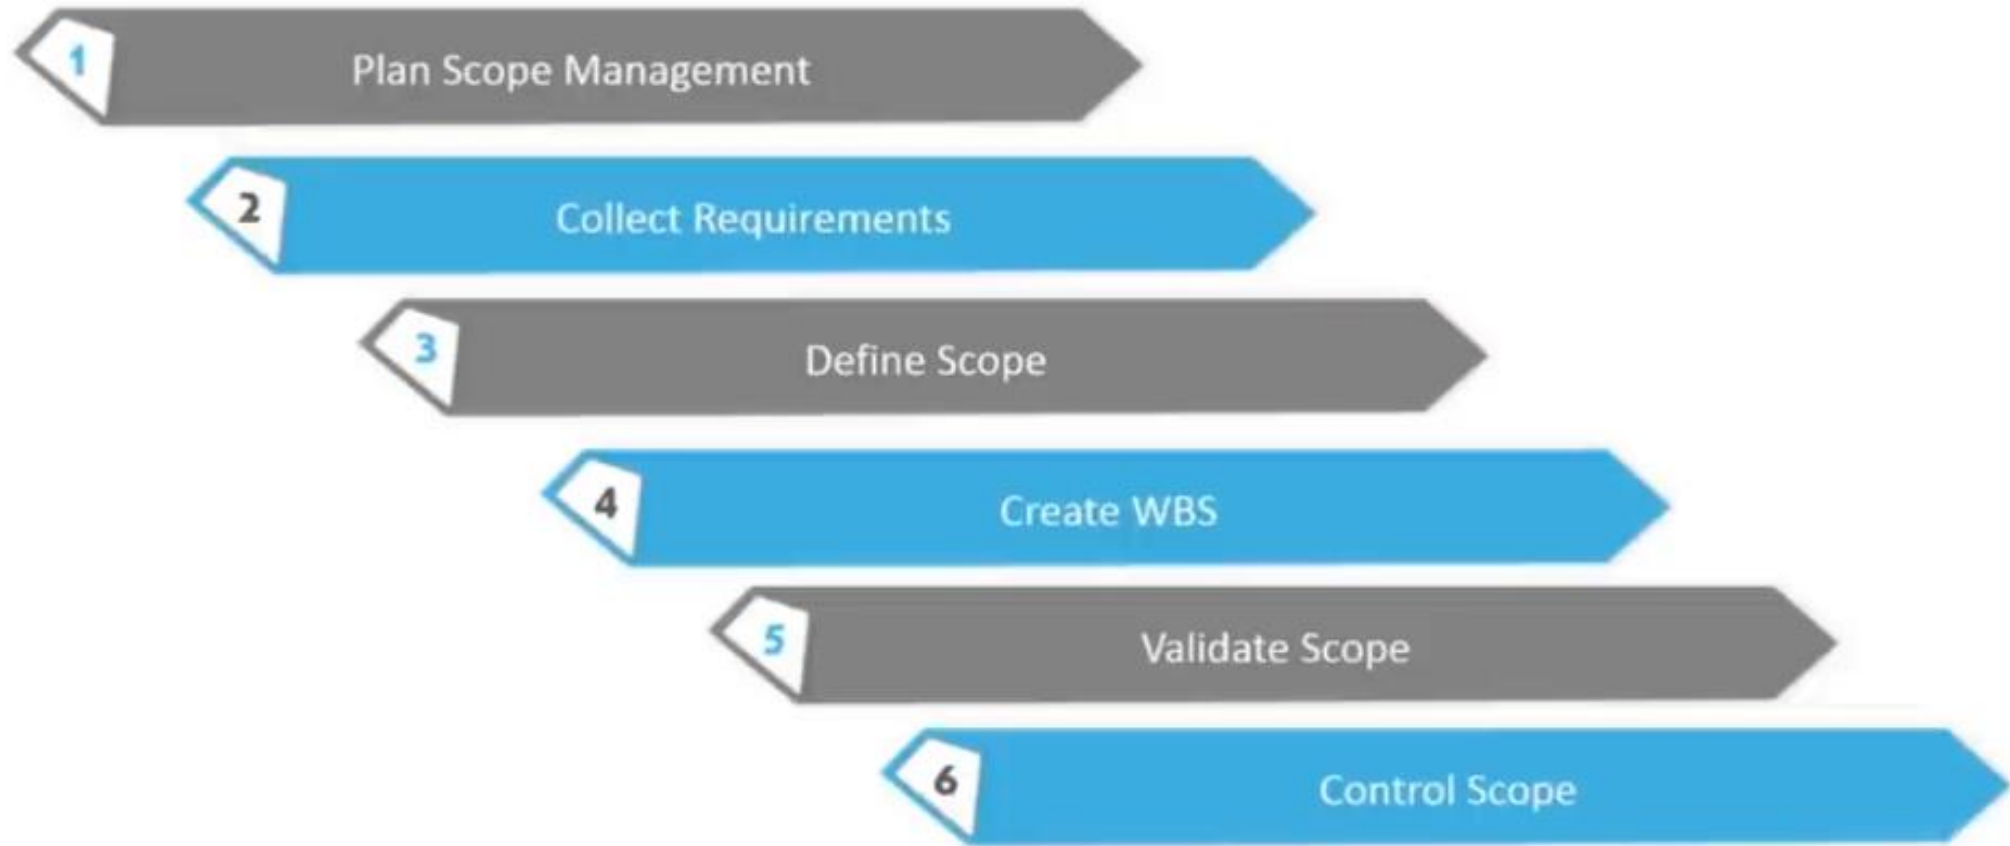 1 Plan Scope Management
2 Collect Requirements
3 Define Scope
4 Create WBS
5 Validate Scope
6 Control Scope